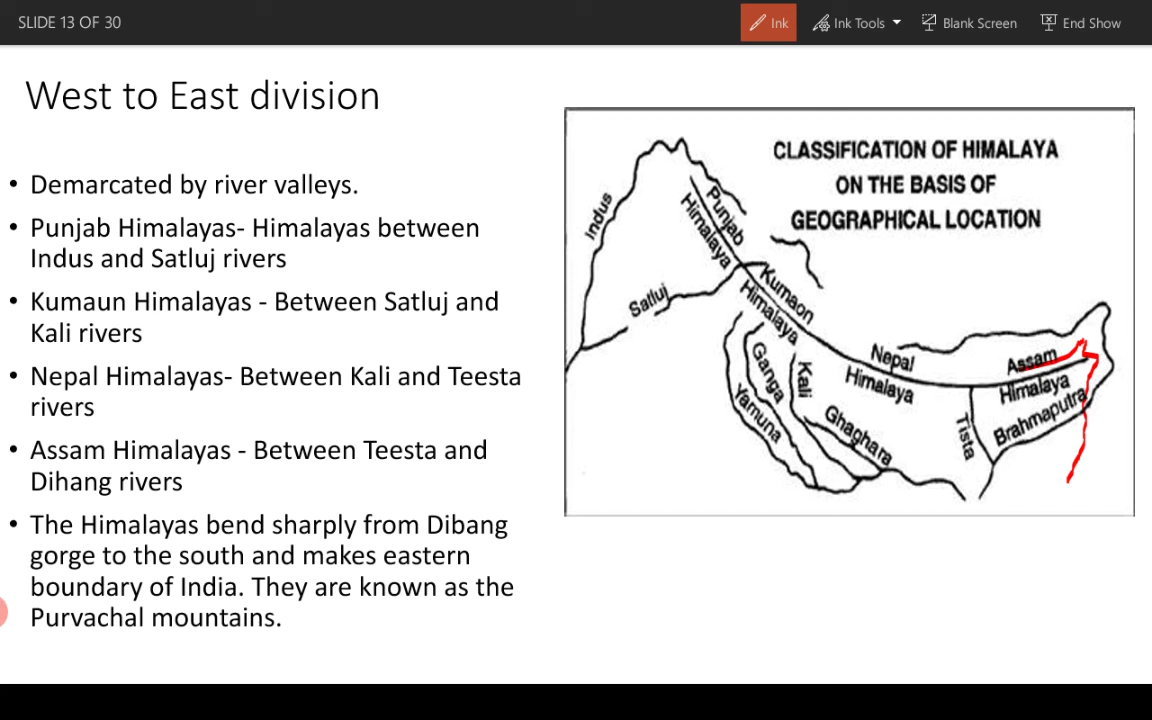 SLIDE 13 OF 30
Ink
Ink Tools
Blank Screen
End Show
West to East division
• Demarcated by river valleys.
• Punjab Himalayas- Himalayas between
Indus and Satluj rivers
• Kumaun Himalayas - Between Satluj and
Kali rivers
• Nepal Himalayas- Between Kali and Teesta
rivers
• Assam Himalayas - Between Teesta and
Dihang rivers
• The Himalayas bend sharply from Dibang
gorge to the south and makes eastern
boundary of India. They are known as the
Purvachal mountains.
CLASSIFICATION OF HIMALAYA
ON THE BASIS OF
GEOGRAPHICAL LOCATION
Indus
Punjab
Himalaya
Satluj
Kumaon
Himalaya
Ganga
Yamuna
Kali
Ghaghara
Nepal
Himalaya
Tista
Assam
Himalaya
Brahmaputra